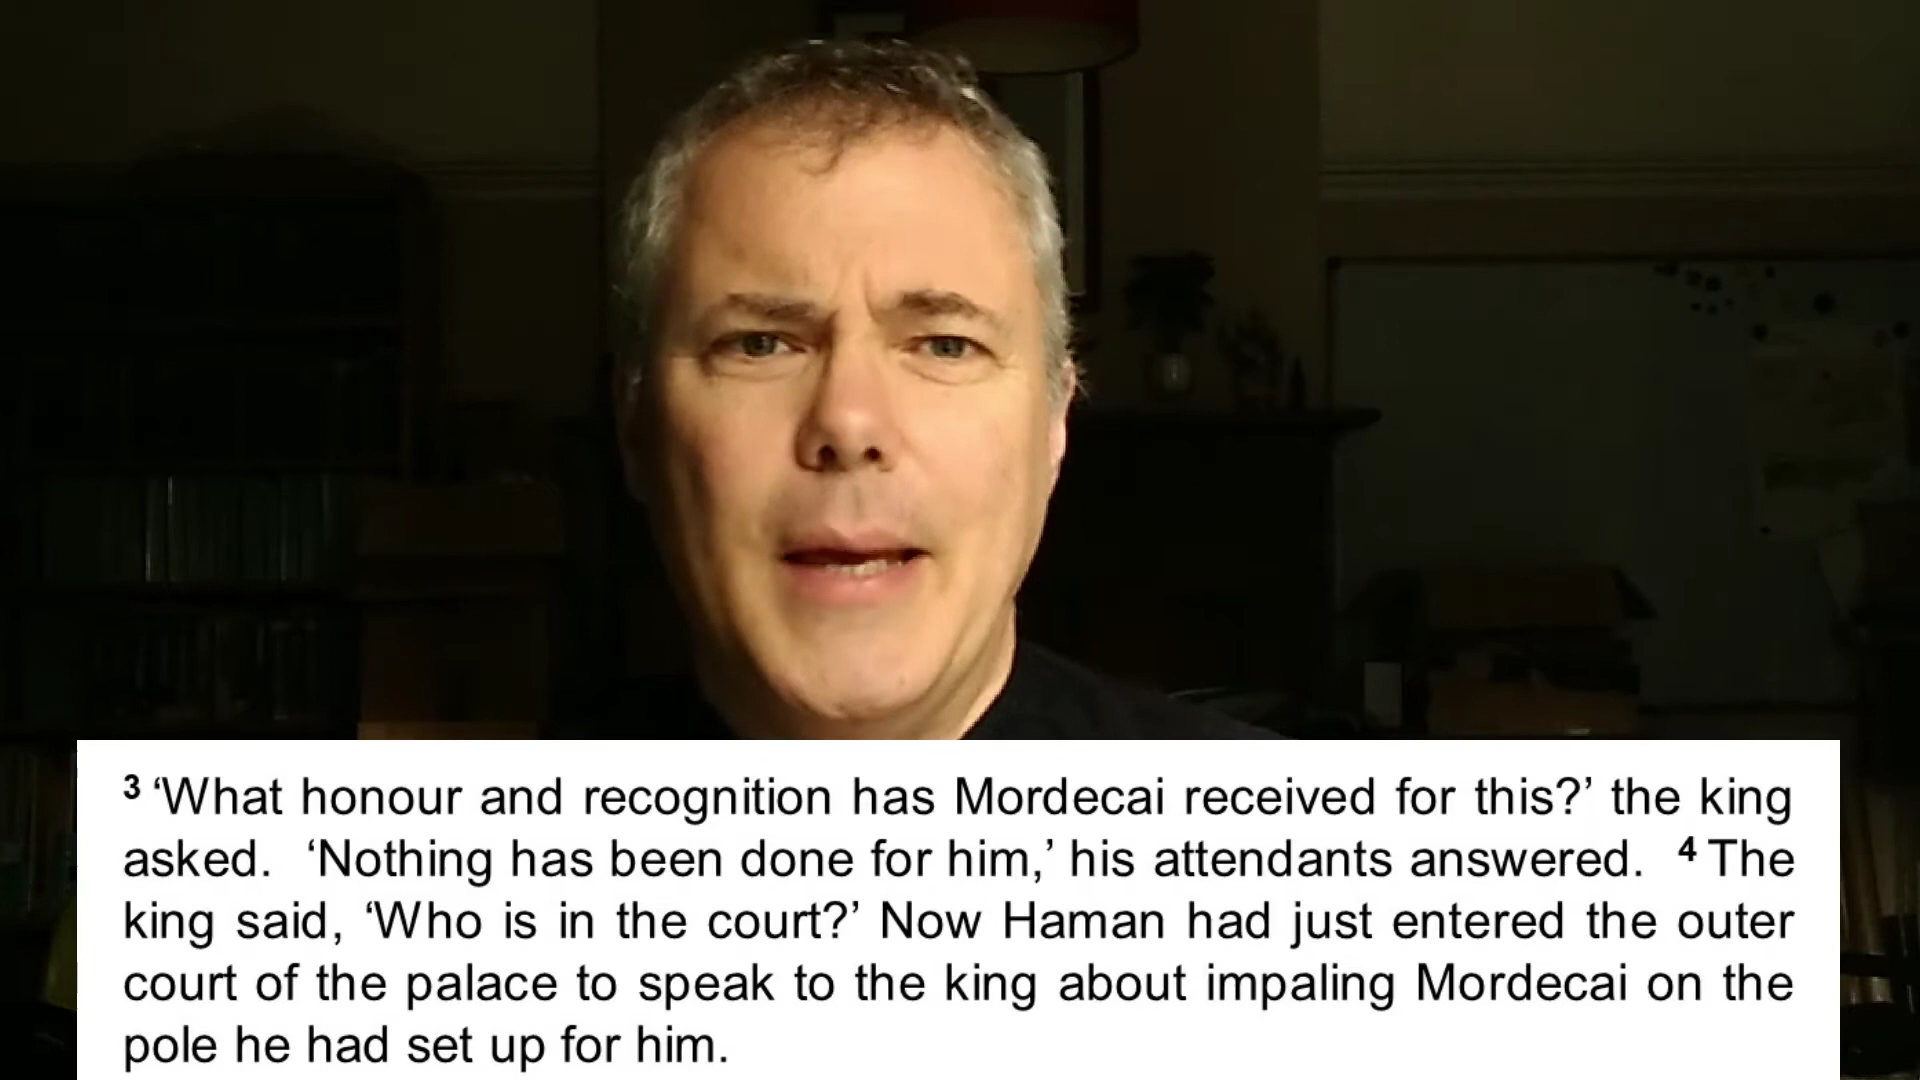 3 ‘What honour and recognition has Mordecai received for this?’ the king
asked.  ‘Nothing has been done for him,’ his attendants answered.  4 The
king said, ‘Who is in the court?’ Now Haman had just entered the outer
court of the palace to speak to the king about impaling Mordecai on the
pole he had set up for him.